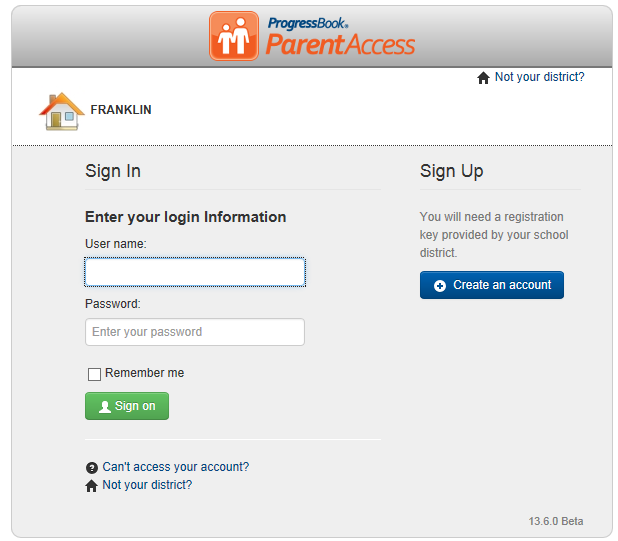 ProgressBook®
ParentAccess
Not your district?
FRANKLIN
Sign In
Enter your login Information
User name:
Password:
Enter your password
Remember me
Sign on
Can't access your account?
Not your district?
Sign Up
You will need a registration
key provided by your school
district.
Create an account
13.6.0 Beta